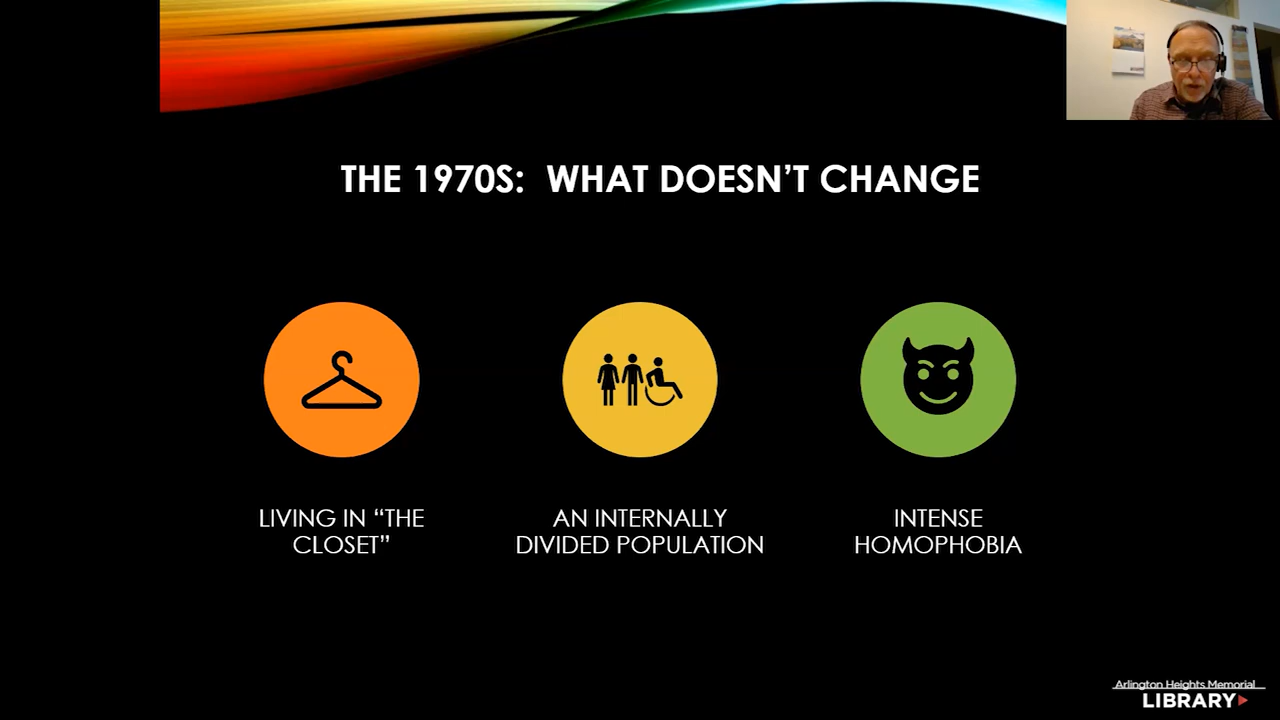 THE 1970S:  WHAT DOESN’T CHANGE
LIVING IN “THE
CLOSET”
AN INTERNALLY
DIVIDED POPULATION
INTENSE
HOMOPHOBIA
Arlington Heights Memorial
LIBRARY